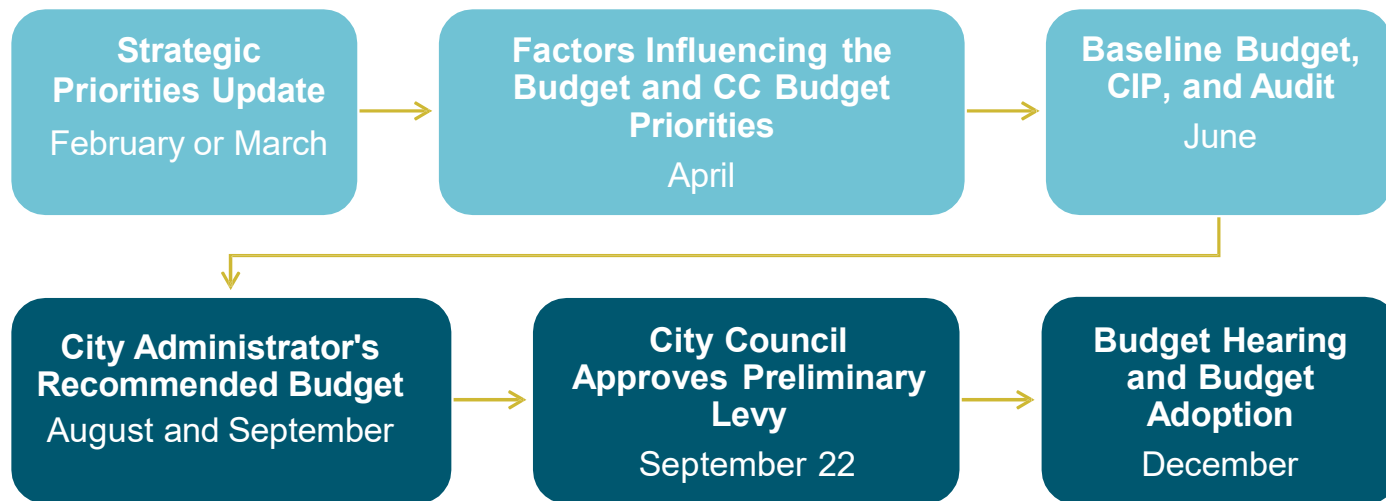 Strategic
Priorities Update
February or March
Factors Influencing the
Budget and CC Budget
Priorities
April
Baseline Budget,
CIP, and Audit
June
City Administrator's
Recommended Budget
August and September
City Council
Approves Preliminary
Levy
September 22
Budget Hearing
and Budget
Adoption
December